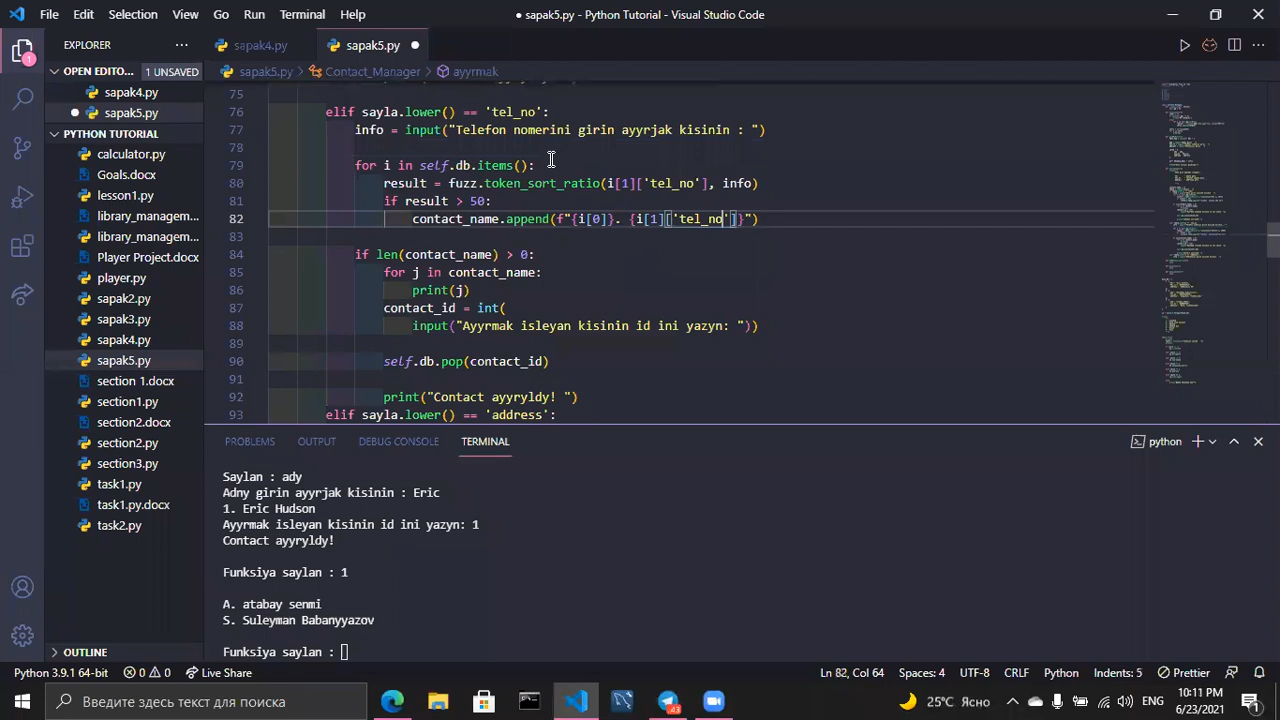 File Edit Selection View Go Run Terminal Help
● sapak5.py - Python Tutorial - Visual Studio Code
EXPLORER
sapak4.py
sapak5.py
OPEN EDITO... 1 UNSAVED
sapak4.py
sapak5.py
PYTHON TUTORIAL
calculator.py
Goals.docx
lesson1.py
library_manageme...
library_manageme...
Player Project.docx
player.py
sapak2.py
sapak3.py
sapak4.py
sapak5.py
section 1.docx
section1.py
section2.docx
section2.py
section3.py
task1.py
task1.py.docx
task2.py
OUTLINE
sapak5.py > Contact_Manager > ayyrmak
75
76 elif sayla.lower() == 'tel_no':
77 info = input("Telefon nomerini girin ayyrjak kisinin : ")
78
79 for i in self.db.items():
80 result = fuzz.token_sort_ratio(i[1]['tel_no'], info)
81 if result > 50:
82 contact_name.append(f"{i[0]}. {i[1]['tel_no']}")
83
84 if len(contact_name) > 0:
85 for j in contact_name:
86 print(j)
87 contact_id = int(
88 input("Ayyrmak isleyan kisinin id ini yazyn: "))
89
90 self.db.pop(contact_id)
91
92 print("Contact ayyryldy! ")
93 elif sayla.lower() == 'address':
PROBLEMS OUTPUT DEBUG CONSOLE TERMINAL
python
Saylan : ady
Adny girin ayyrjak kisinin : Eric
1. Eric Hudson
Ayyrmak isleyan kisinin id ini yazyn: 1
Contact ayyryldy!
Funksiya saylan : 1
A. atabay senmi
S. Suleyman Babanyyazov
Funksiya saylan :
Python 3.9.1 64-bit 0 0 Live Share
Ln 82, Col 64 Spaces: 4 UTF-8 CRLF Python Indents: 5 Prettier
Введите здесь текст для поиска
43
25°C Ясно
ENG
10:11 PM
6/23/2021